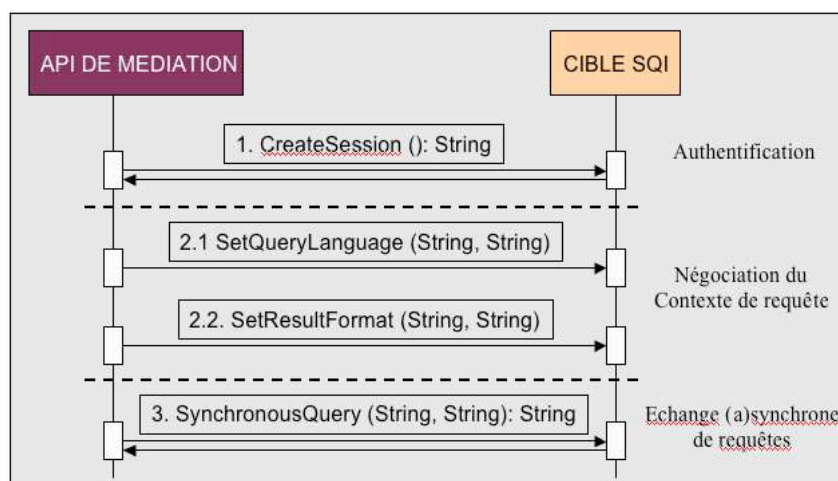 API DE MEDIATION
CIBLE SQI
1. CreateSession (): String
Authentification
2.1 SetQueryLanguage (String, String)
Négociation du
Contexte de requête
2.2. SetResultFormat (String, String)
3. SynchronousQuery (String, String): String
Echange (a)synchrone
de requêtes